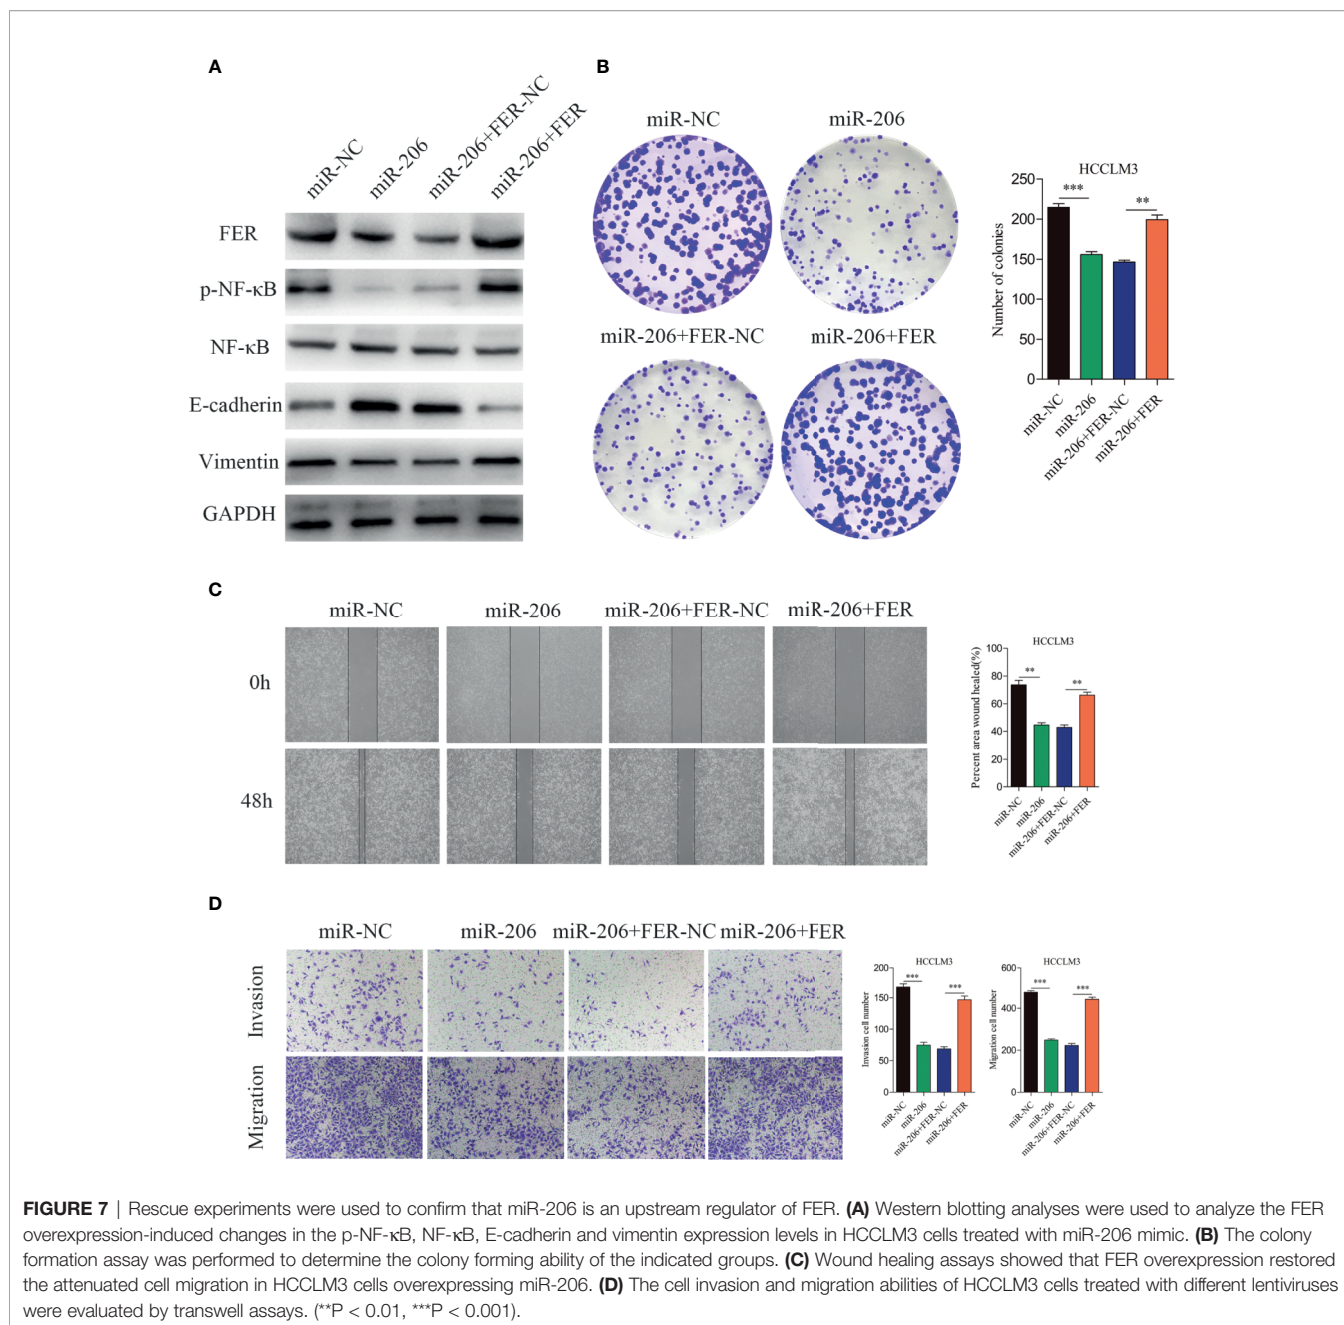 A
miR-NC
miR-206
miR-206+FER-NC
miR-206+FER
FER
p-NF-κB
NF-κB
E-cadherin
Vimentin
GAPDH
B
miR-NC
miR-206
miR-206+FER-NC
miR-206+FER
HCCLM3
***
**
Number of colonies
250
200
150
100
50
0
miR-NC
miR-206
miR-206+FER-NC
miR-206+FER
C
miR-NC
miR-206
miR-206+FER-NC
miR-206+FER
0h
48h
HCCLM3
**
**
Percent area wound healed(%)
100
80
60
40
20
0
miR-NC
miR-206
miR-206+FER-NC
miR-206+FER
D
miR-NC
miR-206
miR-206+FER-NC
miR-206+FER
Invasion
Migration
HCCLM3
***
***
Invasion cell number
200
150
100
50
0
miR-NC
miR-206
miR-206+FER-NC
miR-206+FER
HCCLM3
***
***
Migration cell number
600
400
200
0
miR-NC
miR-206
miR-206+FER-NC
miR-206+FER
FIGURE 7 | Rescue experiments were used to confirm that miR-206 is an upstream regulator of FER. (A) Western blotting analyses were used to analyze the FER
overexpression-induced changes in the p-NF-κB, NF-κB, E-cadherin and vimentin expression levels in HCCLM3 cells treated with miR-206 mimic. (B) The colony
formation assay was performed to determine the colony forming ability of the indicated groups. (C) Wound healing assays showed that FER overexpression restored
the attenuated cell migration in HCCLM3 cells overexpressing miR-206. (D) The cell invasion and migration abilities of HCCLM3 cells treated with different lentiviruses
were evaluated by transwell assays. (**P < 0.01, ***P < 0.001).